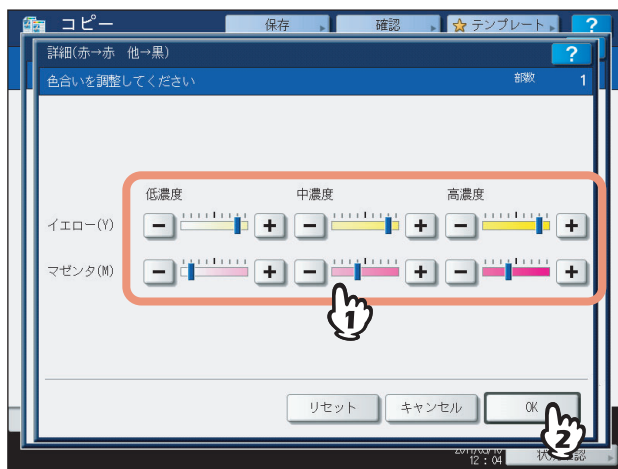 コピー
保存
確認
テンプレート
?
詳細(赤→赤 他→黒)
?
色合いを調整してください
部数 1
低濃度 中濃度 高濃度
イエロー(Y)
- + - + - +
マゼンタ(M)
- + - + - +
1
リセット
キャンセル
OK
2
12:04